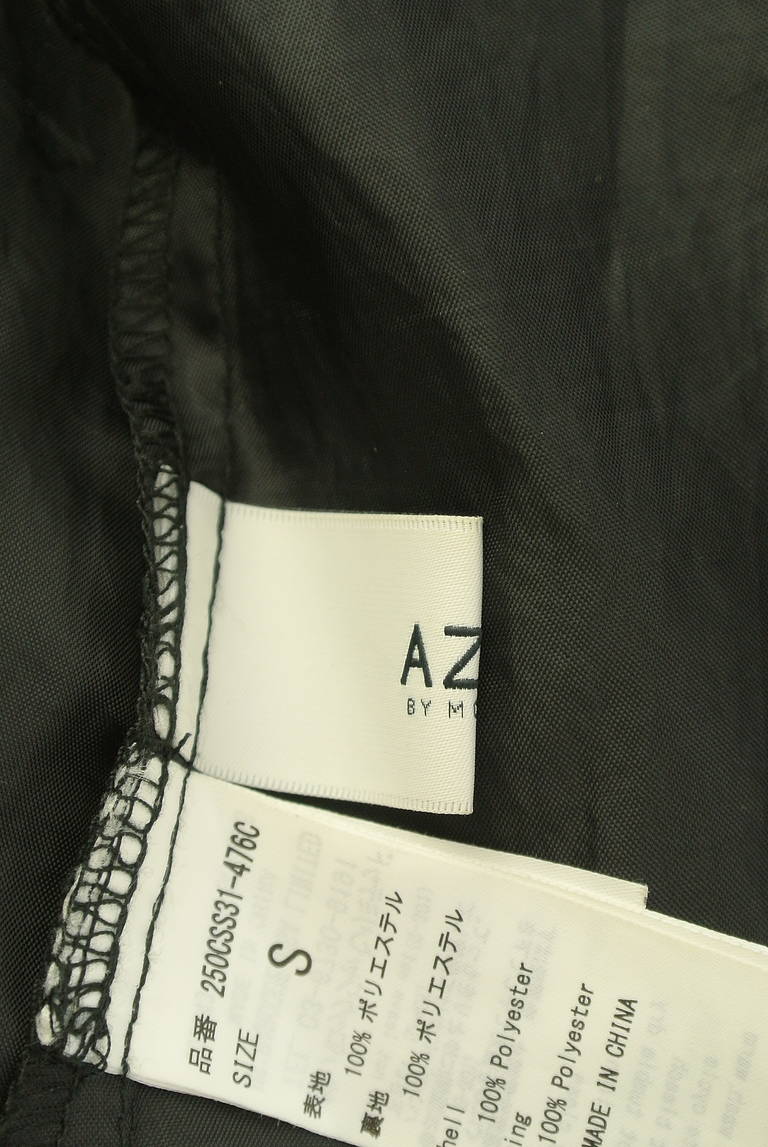 AZ
BY MO
品番 250CSS31-476C
SIZE S
表地
100% ポリエステル
裏地
100% ポリエステル
hell
100% Polyester
ing
100% Polyester
MADE IN CHINA